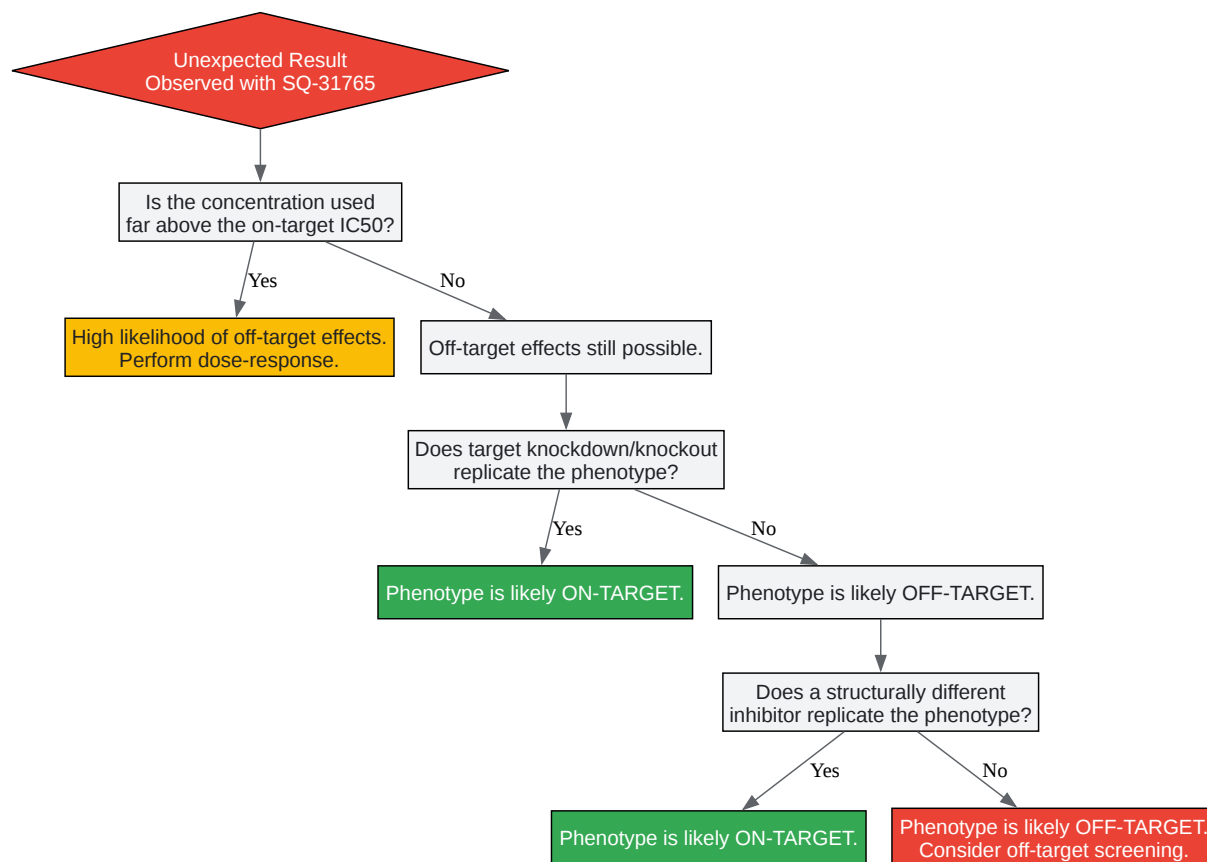 Unexpected Result
Observed with SQ-31765
Is the concentration used
far above the on-target IC50?
Yes
No
High likelihood of off-target effects.
Perform dose-response.
Off-target effects still possible.
Does target knockdown/knockout
replicate the phenotype?
Yes
No
Phenotype is likely ON-TARGET.
Phenotype is likely OFF-TARGET.
Does a structurally different
inhibitor replicate the phenotype?
Yes
No
Phenotype is likely ON-TARGET.
Phenotype is likely OFF-TARGET.
Consider off-target screening.